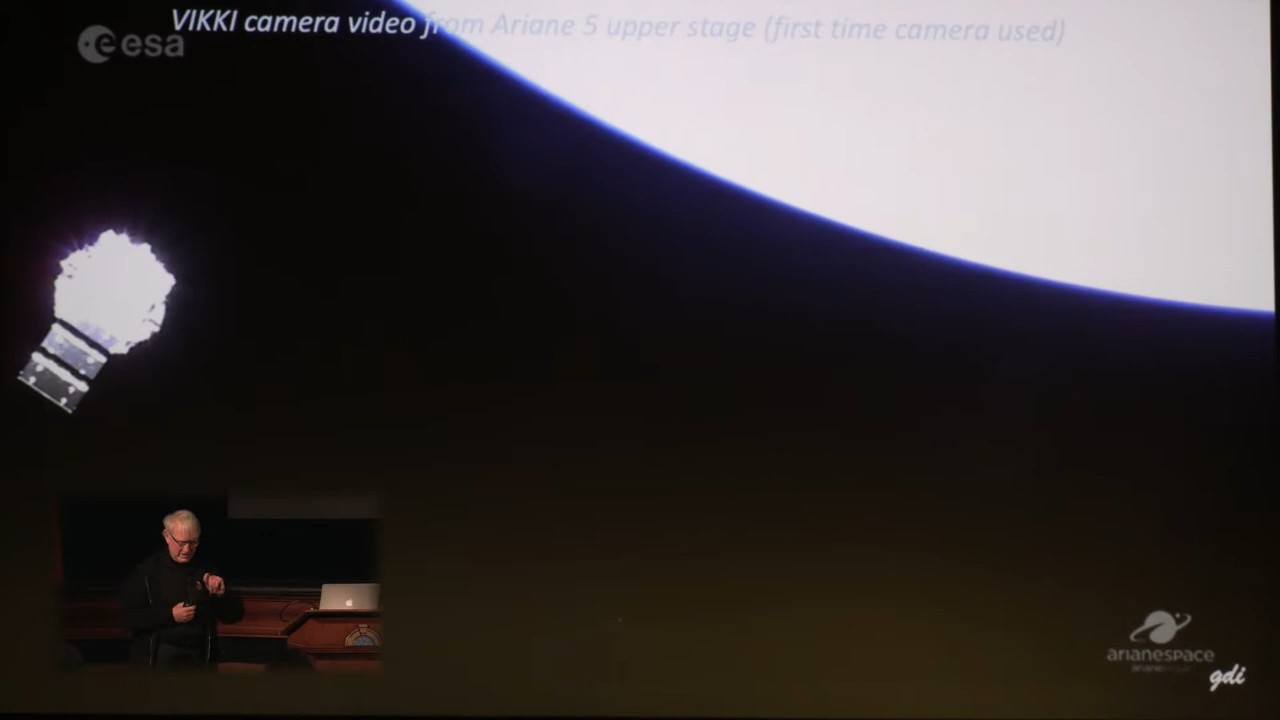 VIKKI camera video from Ariane 5 upper stage (first time camera used)
esa
arianespace
gdi